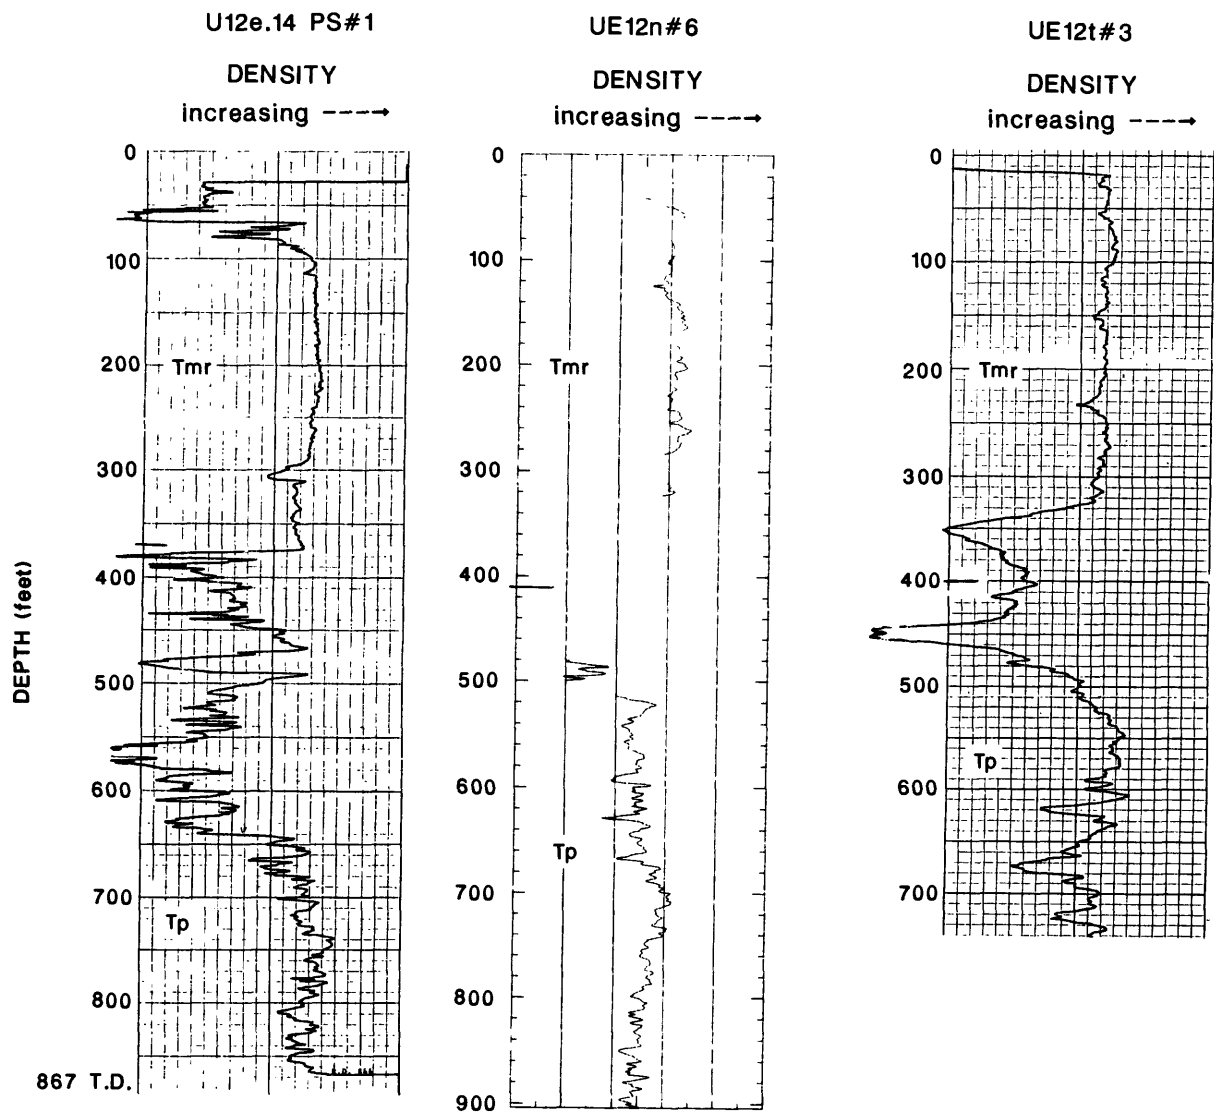 U12e.14 PS#1
DENSITY
increasing ---->
0
100
200
300
400
500
600
700
800
867 T.D.
DEPTH (feet)
Tmr
Tp
UE12n#6
DENSITY
increasing ---->
0
100
200
300
400
500
600
700
800
900
Tmr
Tp
UE12t#3
DENSITY
increasing ---->
0
100
200
300
400
500
600
700
Tmr
Tp